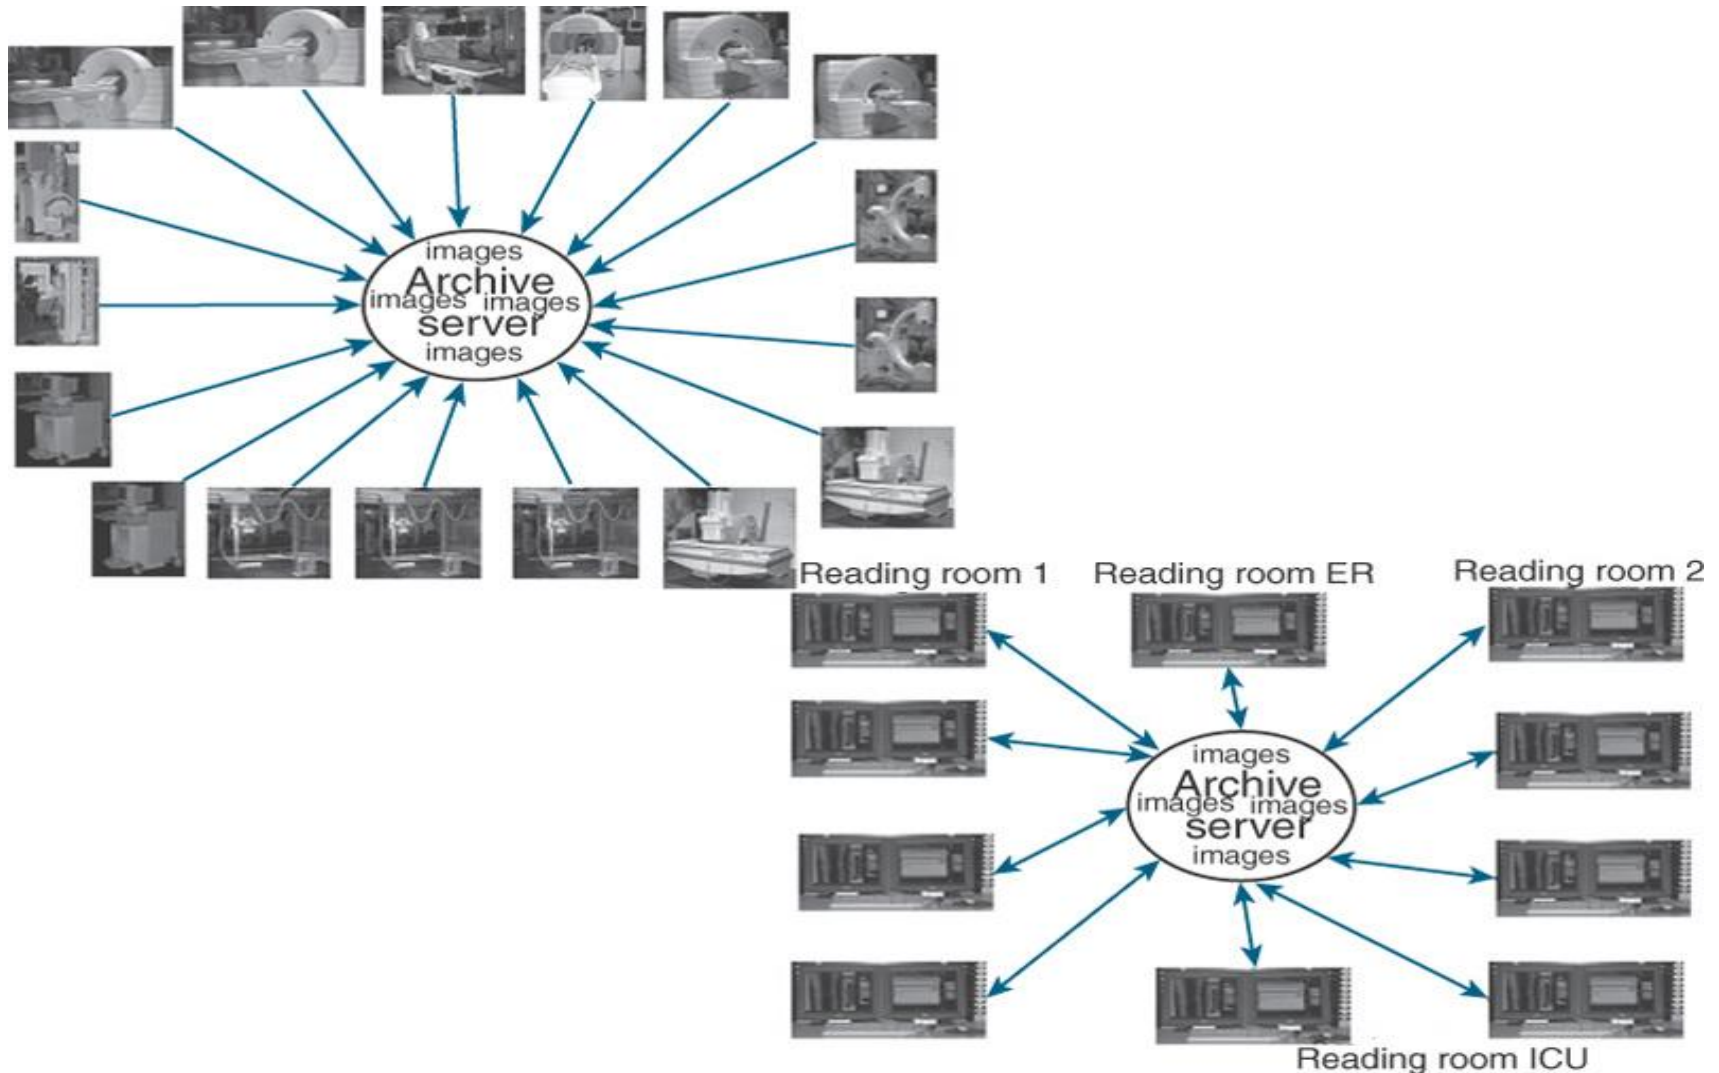 images
Archive
images images
server
images
Reading room 1
Reading room ER
Reading room 2
images
Archive
images images
server
images
Reading room ICU